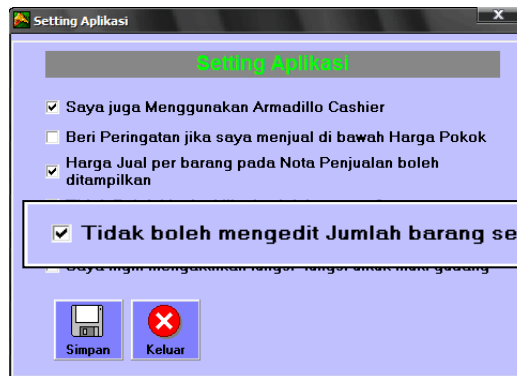 Setting Aplikasi
X
Setting Aplikasi
Saya juga Menggunakan Armadillo Cashier
Beri Peringatan jika saya menjual di bawah Harga Pokok
Harga Jual per barang pada Nota Penjualan boleh
ditampilkan
Tidak boleh mengedit Jumlah barang se
Simpan
Keluar